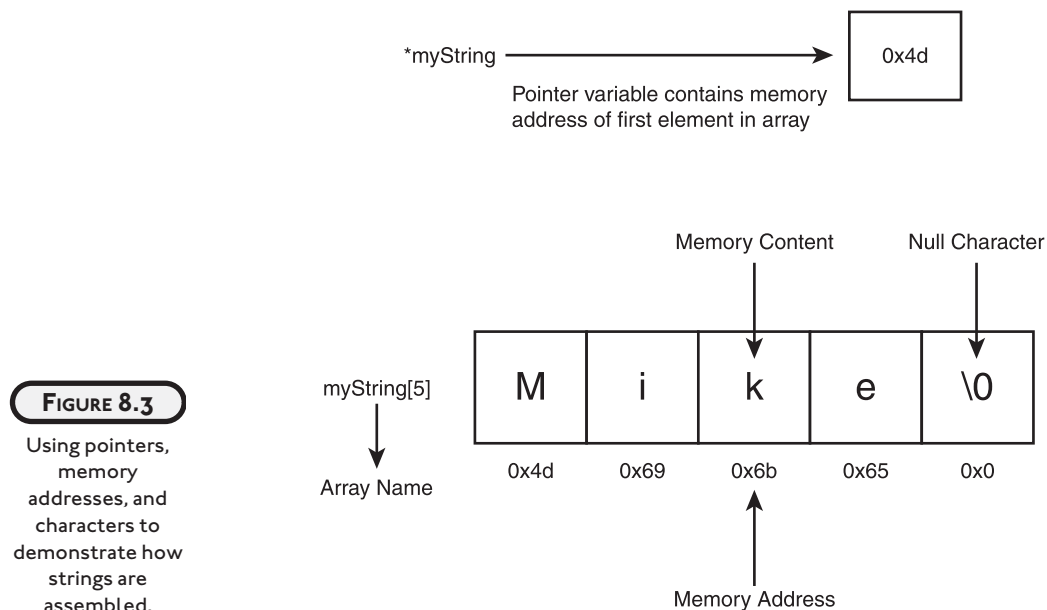 *myString
0x4d
Pointer variable contains memory
address of first element in array
Memory Content
Null Character
myString[5]
M i k e \0
0x4d 0x69 0x6b 0x65 0x0
Array Name
Memory Address
FIGURE 8.3
Using pointers,
memory
addresses, and
characters to
demonstrate how
strings are
assembled.